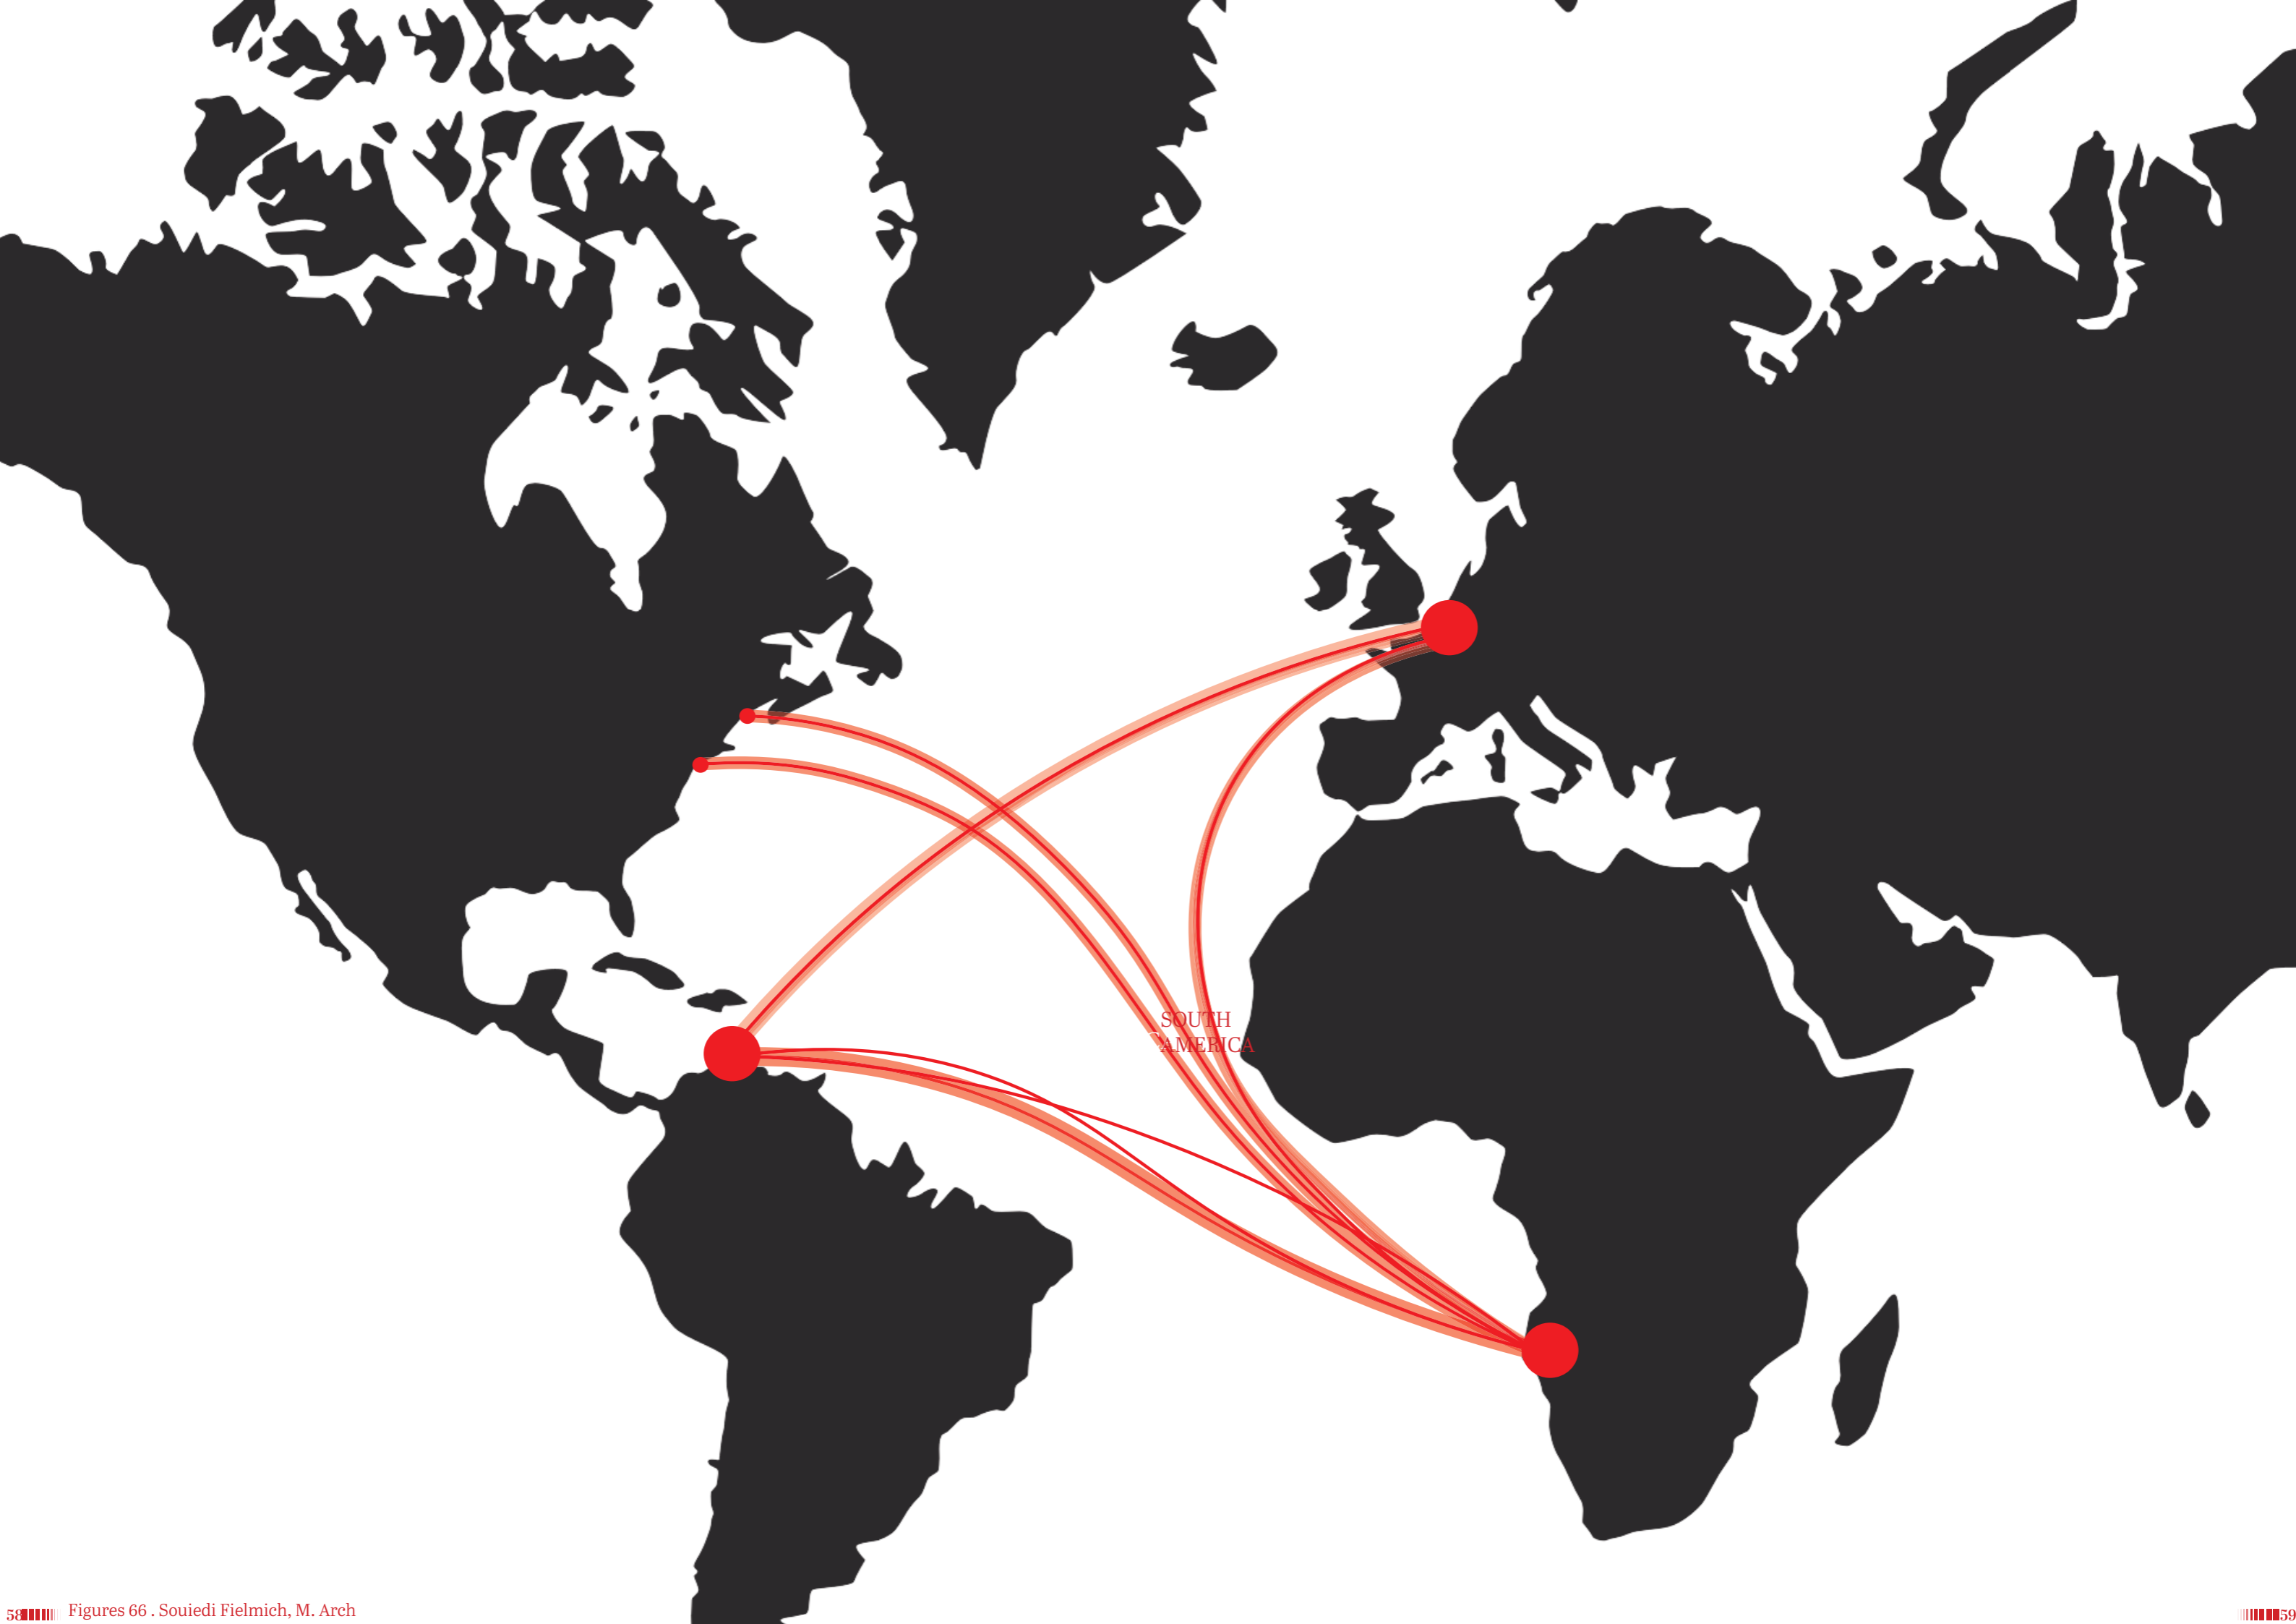 SOUTH
AMERICA
58
Figures 66 . Souiedi Fielmich, M. Arch
59